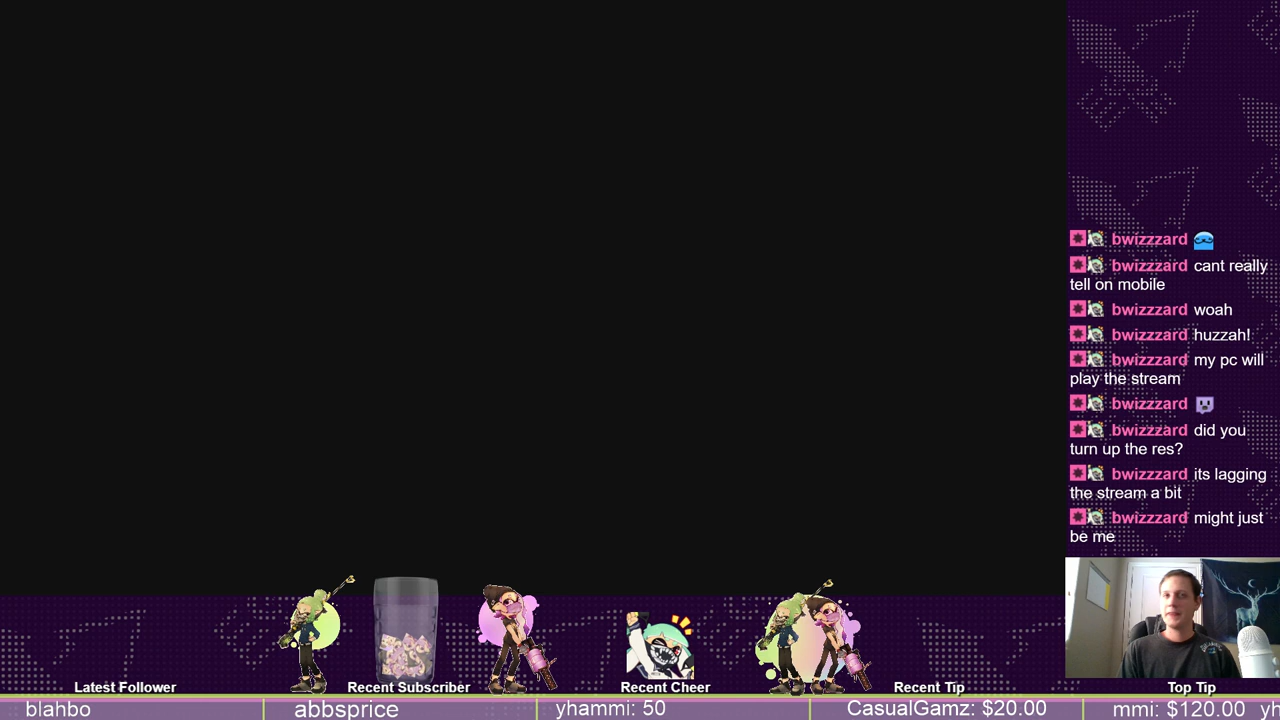 bwizzzard
bwizzzard cant really
tell on mobile
bwizzzard woah
bwizzzard huzzah!
bwizzzard my pc will
play the stream
bwizzzard
bwizzzard did you
turn up the res?
bwizzzard its lagging
the stream a bit
bwizzzard might just
be me
Latest Follower
Recent Subscriber
Recent Cheer
Recent Tip
Top Tip
blahbo
abbsprice
yhammi: 50
CasualGamz: $20.00
mmi: $120.00 yh